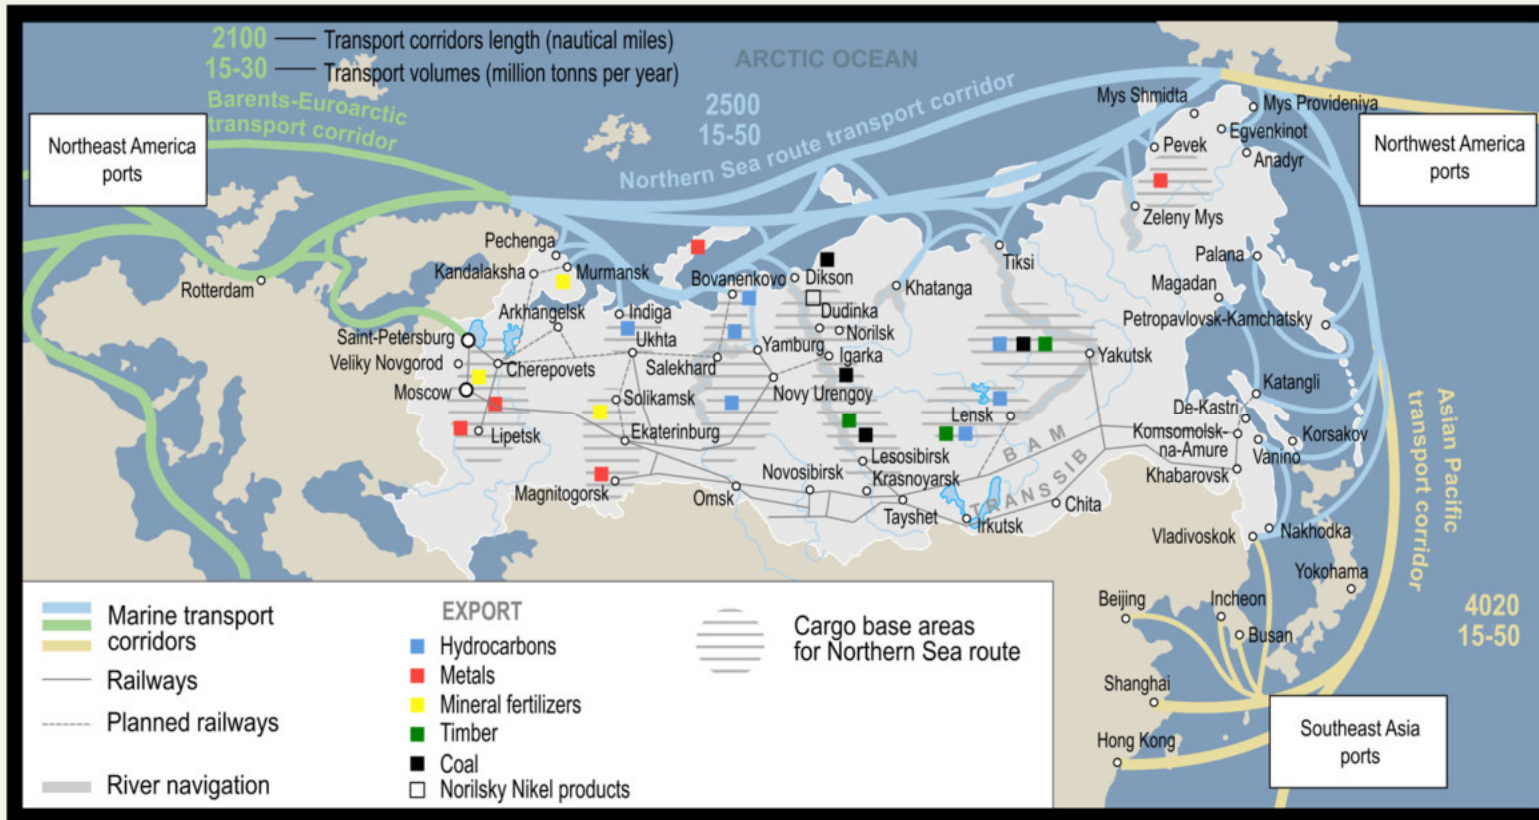 2100
Transport corridors length (nautical miles)
15-30
Transport volumes (million tonns per year)
Barents-Euroarctic
transport corridor
ARCTIC OCEAN
2500
15-50
Northern Sea route transport corridor
Northeast America
ports
Northwest America
ports
Mys Shmidta
Mys Provideniya
Egvenkinot
Pevek
Anadyr
Zeleny Mys
Pechenga
Kandalaksha
Murmansk
Rotterdam
Arkhangelsk
Indiga
Bovanenkovo
Dikson
Khatanga
Tiksi
Palana
Magadan
Petropavlovsk-Kamchatsky
Saint-Petersburg
Veliky Novgorod
Moscow
Cherepovets
Ukhta
Salekhard
Yamburg
Dudinka
Norilsk
Igarka
Yakutsk
Novy Urengoy
Solikamsk
Lensk
Katangli
De-Kastri
Komsomolsk-
na-Amure
Vanino
Korsakov
Khabarovsk
Lipetsk
Ekaterinburg
Lesosibirsk
BAM
TRANSSIB
Magnitogorsk
Omsk
Novosibirsk
Krasnoyarsk
Tayshet
Irkutsk
Chita
Vladivoskok
Nakhodka
Yokohama
Asian Pacific
transport corridor
4020
15-50
Beijing
Incheon
Busan
Shanghai
Hong Kong
Southeast Asia
ports
Marine transport
corridors
Railways
Planned railways
River navigation
EXPORT
Hydrocarbons
Metals
Mineral fertilizers
Timber
Coal
Norilsky Nikel products
Cargo base areas
for Northern Sea route